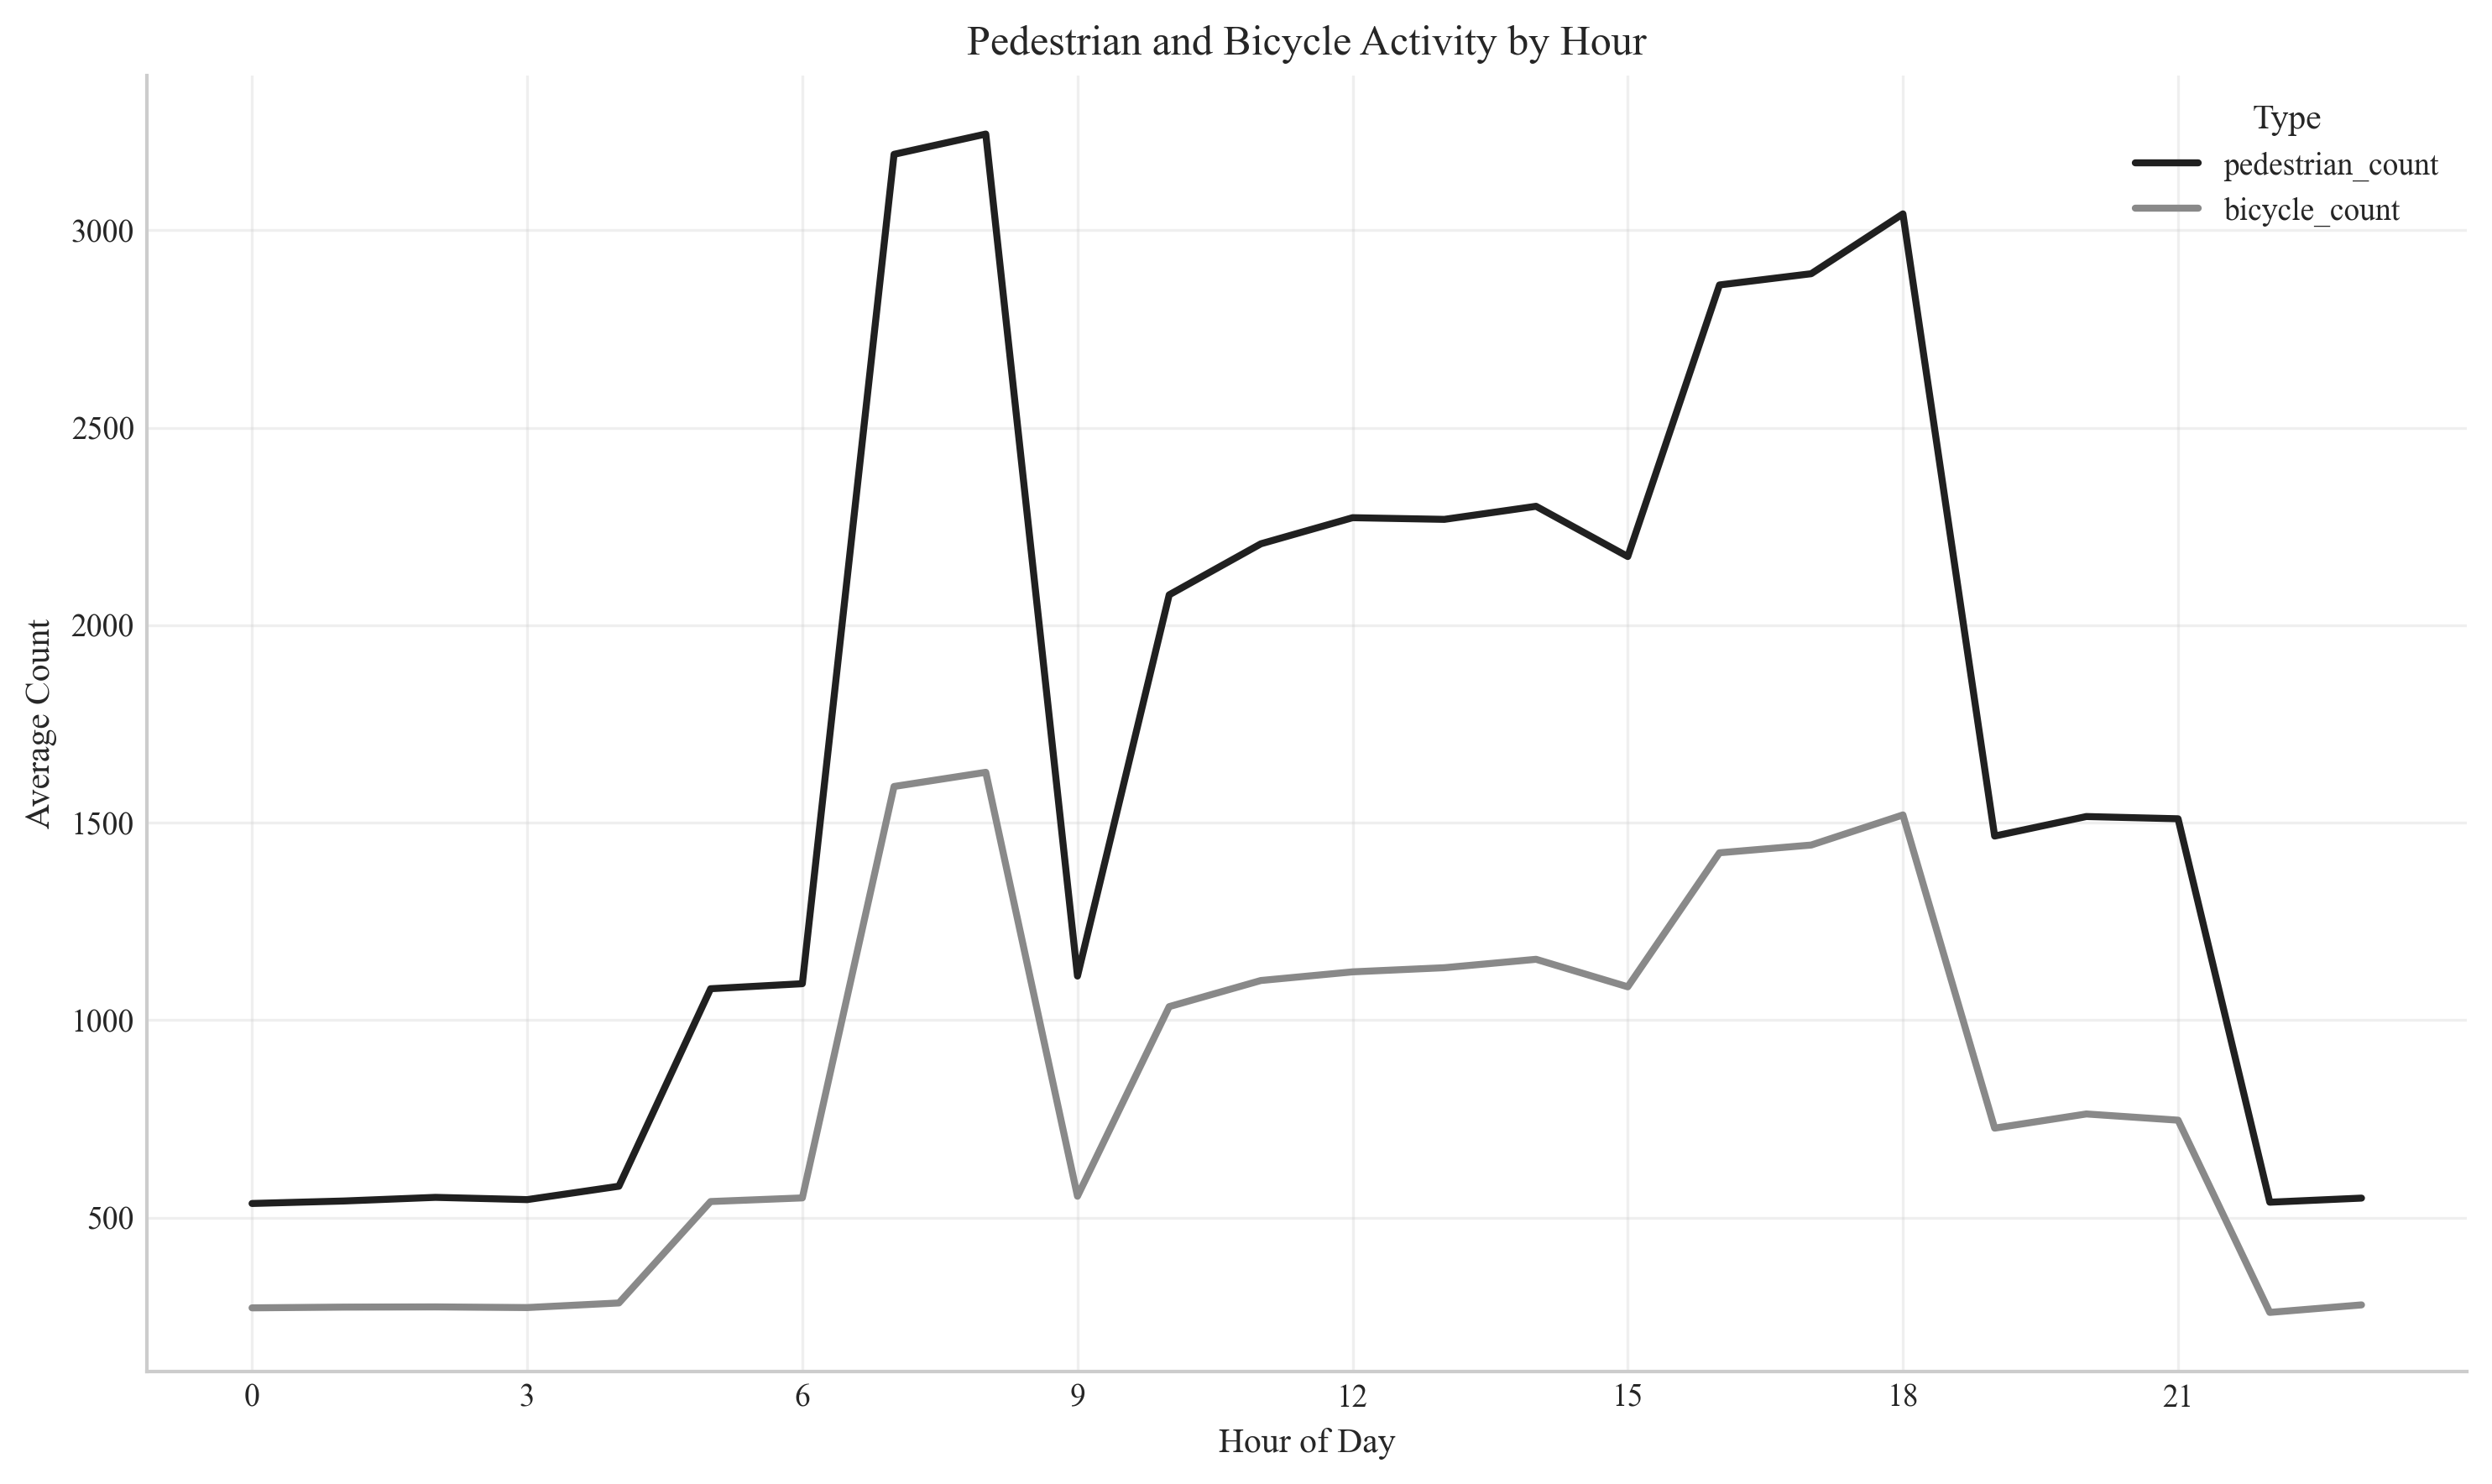 Pedestrian and Bicycle Activity by Hour
Type
pedestrian_count
bicycle_count
Average Count
3000
2500
2000
1500
1000
500
0 3 6 9 12 15 18 21
Hour of Day